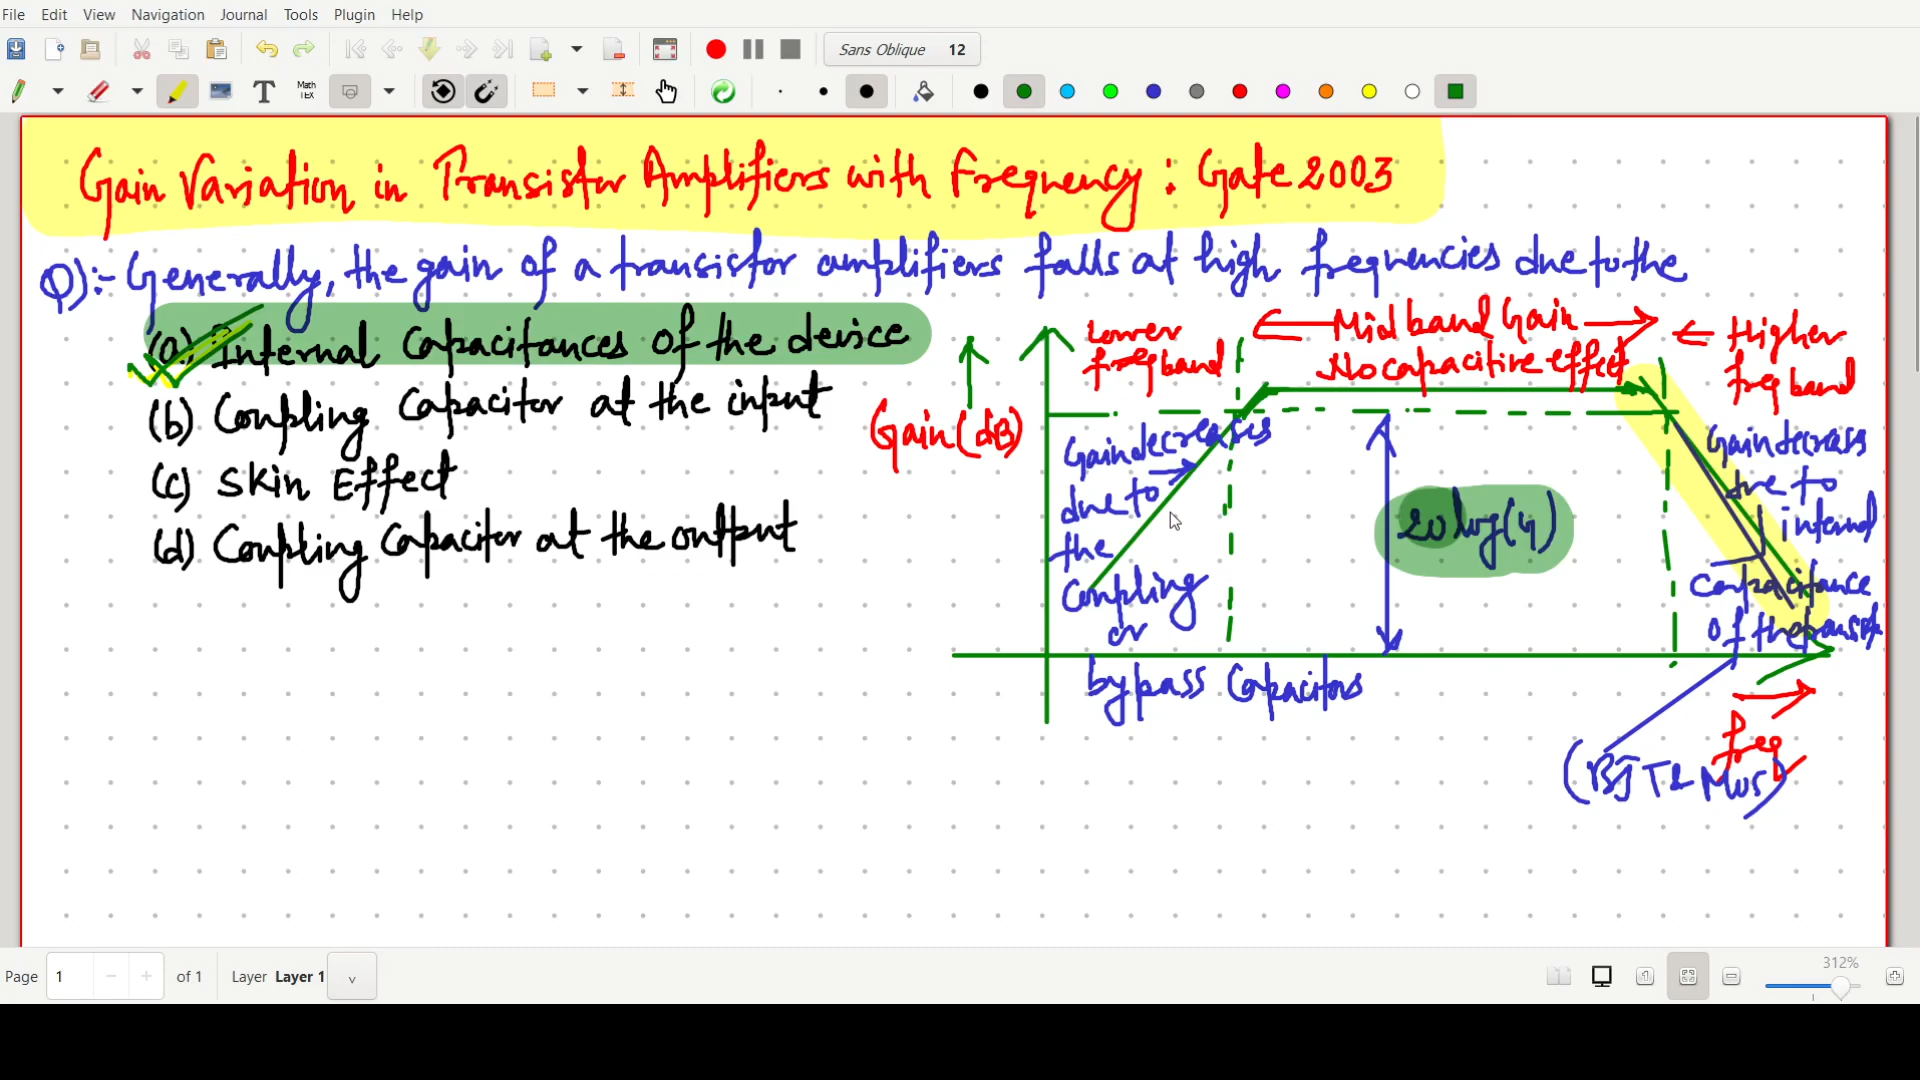 File Edit View Navigation Journal Tools Plugin Help
Sans Oblique 12
Math TEX
Gain Variation in Transistor Amplifiers with Frequency : Gate 2003
Q):- Generally, the gain of a transistor amplifiers falls at high frequencies due to the
(a) Internal Capacitances of the device
(b) Coupling Capacitor at the input
(c) Skin Effect
(d) Coupling Capacitor at the output
Gain (dB)
Lower
freq band
Mid band Gain
No capacitive effect
Higher
freq band
Gain decreases
due to
the
Coupling
or
bypass Capacitors
20 log(4)
Gain decress
due to
internal
Capacitance
of the
freq
(BJT & Mos)
Page 1 of 1 Layer Layer 1
312%